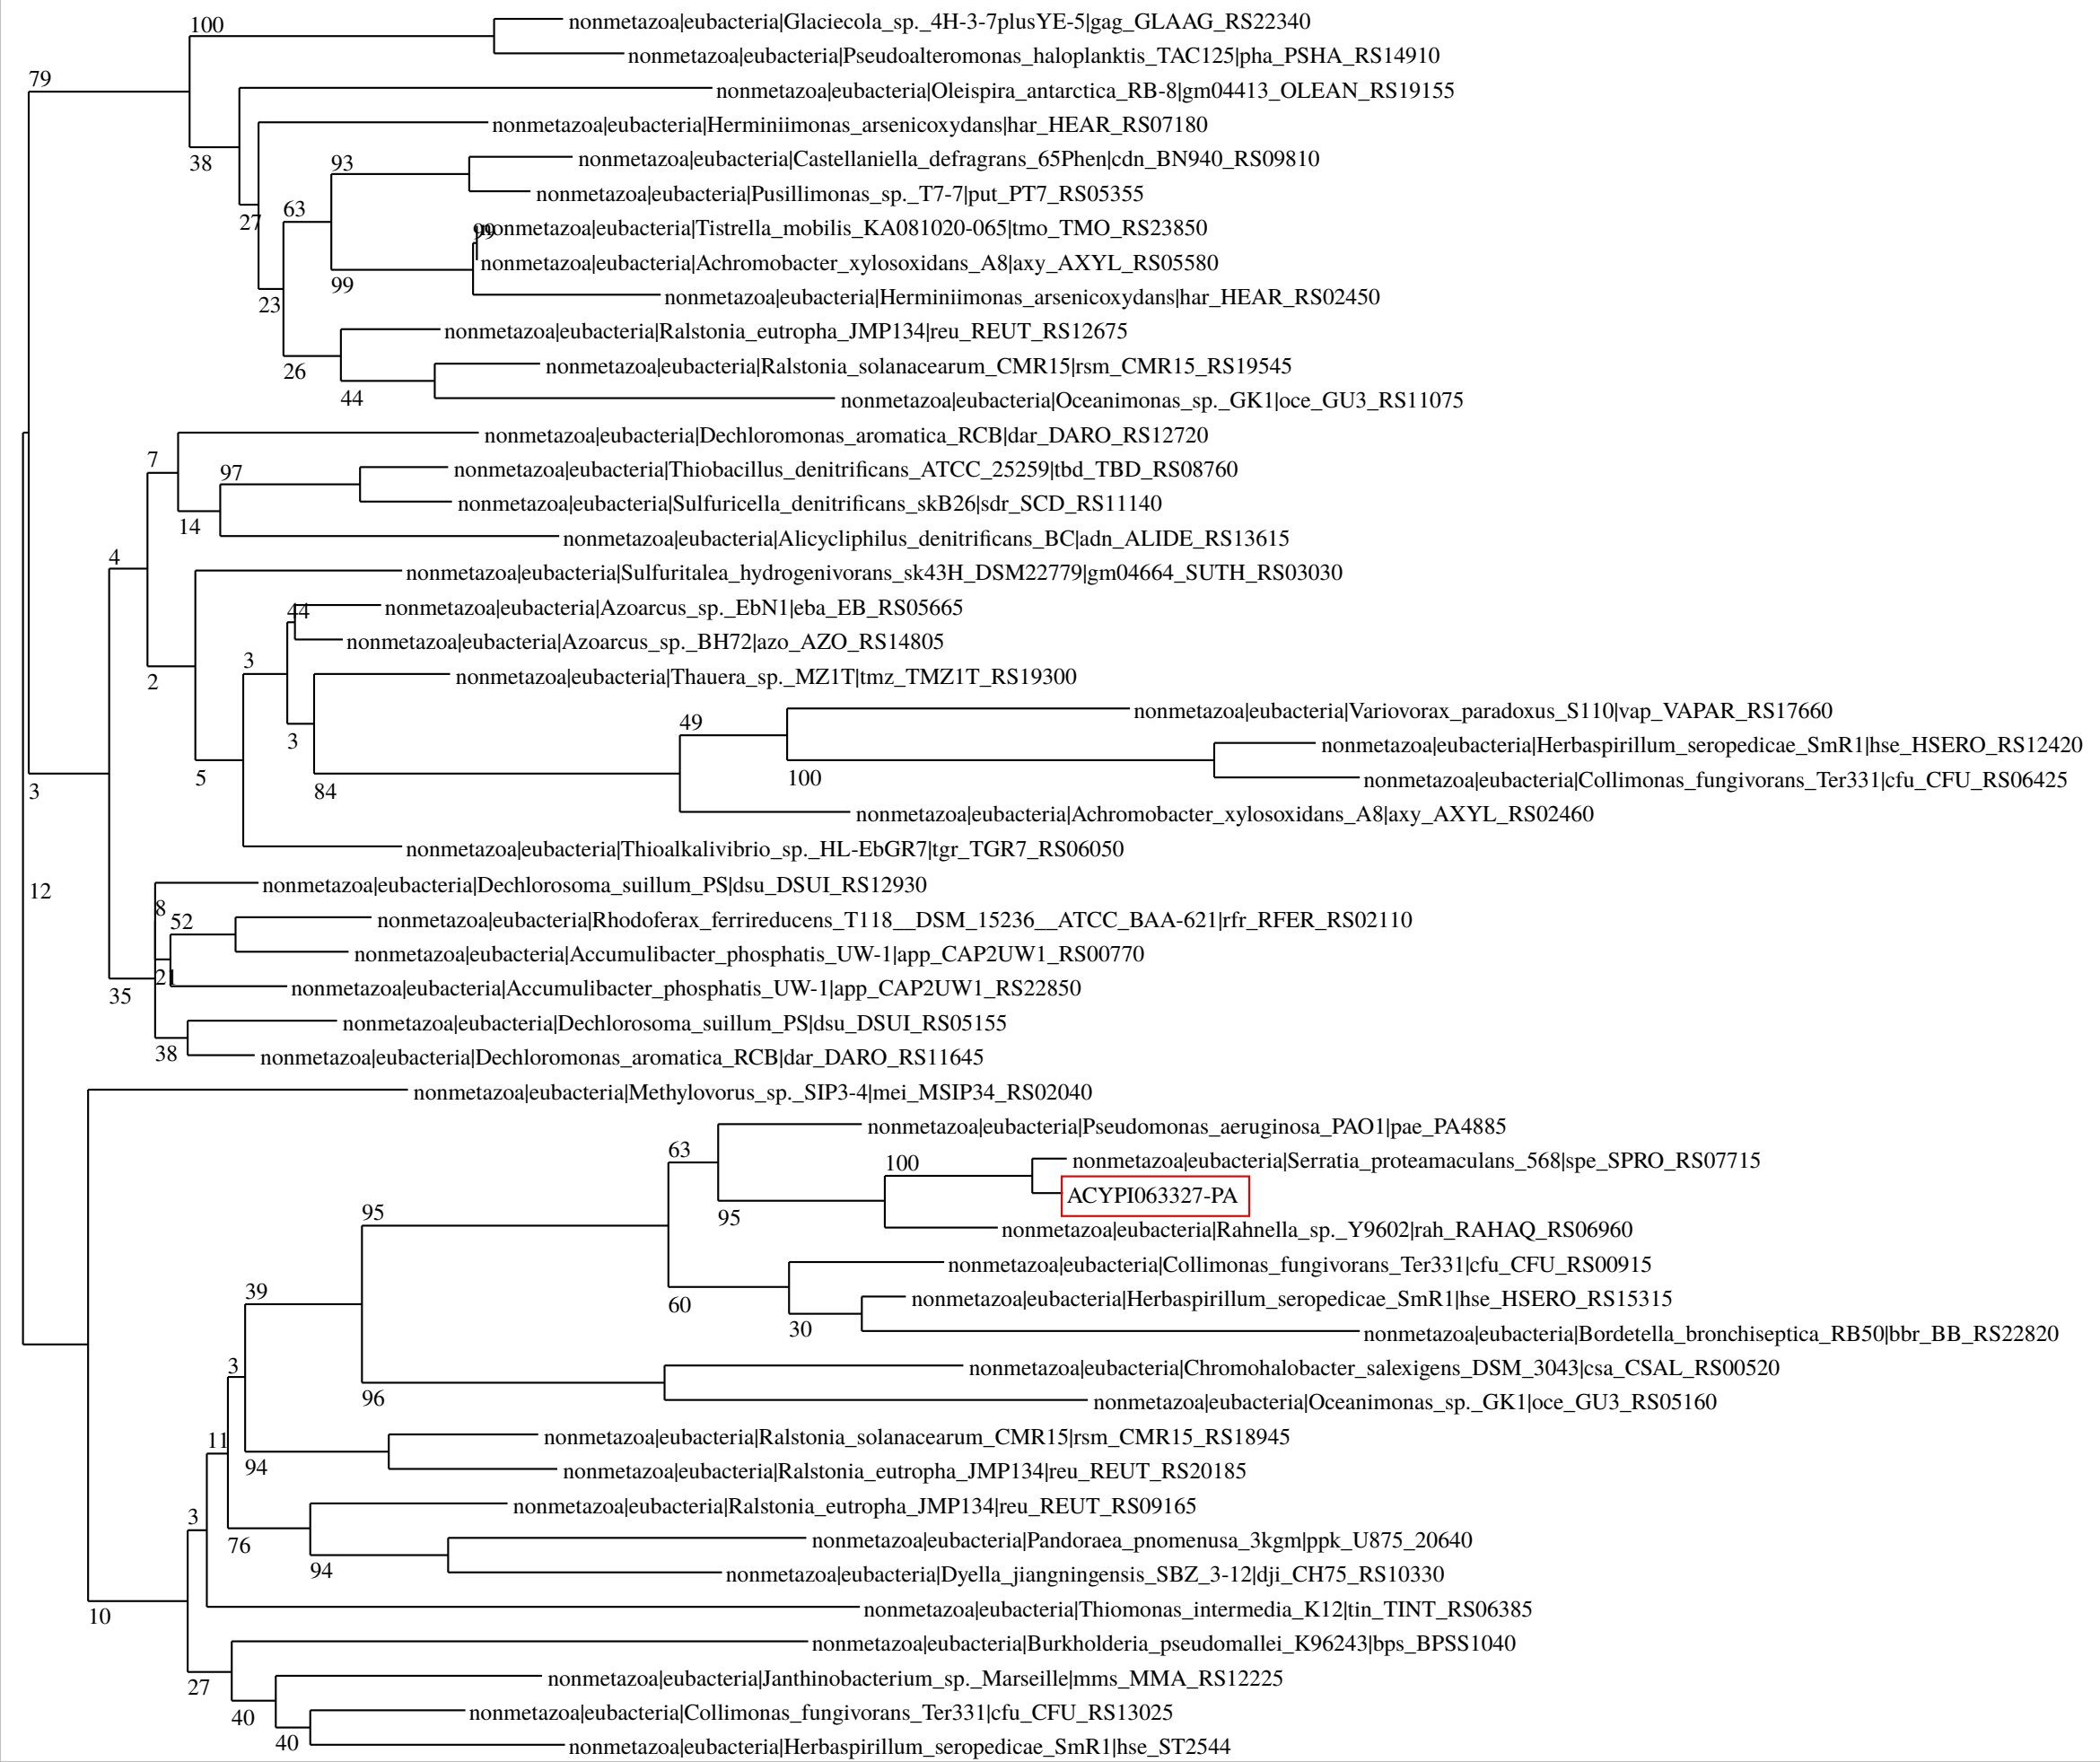 100
nonmetazoa|eubacteria|Glaciecola_sp._4H-3-7plusYE-5|gag_GLAAG_RS22340
nonmetazoa|eubacteria|Pseudoalteromonas_haloplanktis_TAC125|pha_PSHA_RS14910
79
nonmetazoa|eubacteria|Oleispira_antarctica_RB-8|gm04413_OLEAN_RS19155
nonmetazoa|eubacteria|Herminiimonas_arsenicoxydans|har_HEAR_RS07180
38
93
nonmetazoa|eubacteria|Castellaniella_defragrans_65Phen|cdn_BN940_RS09810
nonmetazoa|eubacteria|Pusillimonas_sp._T7-7|put_PT7_RS05355
27
63
99
nonmetazoa|eubacteria|Tistrella_mobilis_KA081020-065|tmo_TMO_RS23850
nonmetazoa|eubacteria|Achromobacter_xylosoxidans_A8|axy_AXYL_RS05580
99
nonmetazoa|eubacteria|Herminiimonas_arsenicoxydans|har_HEAR_RS02450
23
nonmetazoa|eubacteria|Ralstonia_eutropha_JMP134|reu_REUT_RS12675
26
nonmetazoa|eubacteria|Ralstonia_solanacearum_CMR15|rsm_CMR15_RS19545
44
nonmetazoa|eubacteria|Oceanimonas_sp._GK1|oce_GU3_RS11075
nonmetazoa|eubacteria|Dechloromonas_aromatica_RCB|dar_DARO_RS12720
7
97
nonmetazoa|eubacteria|Thiobacillus_denitrificans_ATCC_25259|tbd_TBD_RS08760
nonmetazoa|eubacteria|Sulfuricella_denitrificans_skB26|sdr_SCD_RS11140
14
nonmetazoa|eubacteria|Alicycliphilus_denitrificans_BC|adn_ALIDE_RS13615
4
nonmetazoa|eubacteria|Sulfuritalea_hydrogenivorans_sk43H_DSM22779|gm04664_SUTH_RS03030
44
nonmetazoa|eubacteria|Azoarcus_sp._EbN1|eba_EB_RS05665
nonmetazoa|eubacteria|Azoarcus_sp._BH72|azo_AZO_RS14805
3
2
nonmetazoa|eubacteria|Thauera_sp._MZ1T|tmz_TMZ1T_RS19300
49
nonmetazoa|eubacteria|Variovorax_paradoxus_S110|vap_VAPAR_RS17660
3
nonmetazoa|eubacteria|Herbaspirillum_seropedicae_SmR1|hse_HSERO_RS12420
5
100
nonmetazoa|eubacteria|Collimonas_fungivorans_Ter331|cfu_CFU_RS06425
3
84
nonmetazoa|eubacteria|Achromobacter_xylosoxidans_A8|axy_AXYL_RS02460
nonmetazoa|eubacteria|Thioalkalivibrio_sp._HL-EbGR7|tgr_TGR7_RS06050
12
nonmetazoa|eubacteria|Dechlorosoma_suillum_PS|dsu_DSUI_RS12930
8
52
nonmetazoa|eubacteria|Rhodoferax_ferrireducens_T118__DSM_15236__ATCC_BAA-621|rfr_RFER_RS02110
nonmetazoa|eubacteria|Accumulibacter_phosphatis_UW-1|app_CAP2UW1_RS00770
21
nonmetazoa|eubacteria|Accumulibacter_phosphatis_UW-1|app_CAP2UW1_RS22850
35
nonmetazoa|eubacteria|Dechlorosoma_suillum_PS|dsu_DSUI_RS05155
38
nonmetazoa|eubacteria|Dechloromonas_aromatica_RCB|dar_DARO_RS11645
nonmetazoa|eubacteria|Methylovorus_sp._SIP3-4|mei_MSIP34_RS02040
nonmetazoa|eubacteria|Pseudomonas_aeruginosa_PAO1|pae_PA4885
63
100
nonmetazoa|eubacteria|Serratia_proteamaculans_568|spe_SPRO_RS07715
ACYPI063327-PA
95
95
nonmetazoa|eubacteria|Rahnella_sp._Y9602|rah_RAHAQ_RS06960
nonmetazoa|eubacteria|Collimonas_fungivorans_Ter331|cfu_CFU_RS00915
39
60
nonmetazoa|eubacteria|Herbaspirillum_seropedicae_SmR1|hse_HSERO_RS15315
30
nonmetazoa|eubacteria|Bordetella_bronchiseptica_RB50|bbr_BB_RS22820
3
nonmetazoa|eubacteria|Chromohalobacter_salexigens_DSM_3043|csa_CSAL_RS00520
96
nonmetazoa|eubacteria|Oceanimonas_sp._GK1|oce_GU3_RS05160
11
nonmetazoa|eubacteria|Ralstonia_solanacearum_CMR15|rsm_CMR15_RS18945
94
nonmetazoa|eubacteria|Ralstonia_eutropha_JMP134|reu_REUT_RS20185
3
nonmetazoa|eubacteria|Ralstonia_eutropha_JMP134|reu_REUT_RS09165
76
nonmetazoa|eubacteria|Pandoraea_pnomenusa_3kgm|ppk_U875_20640
94
nonmetazoa|eubacteria|Dyella_jiangningensis_SBZ_3-12|dji_CH75_RS10330
10
nonmetazoa|eubacteria|Thiomonas_intermedia_K12|tin_TINT_RS06385
nonmetazoa|eubacteria|Burkholderia_pseudomallei_K96243|bps_BPSS1040
27
nonmetazoa|eubacteria|Janthinobacterium_sp._Marseille|mms_MMA_RS12225
40
nonmetazoa|eubacteria|Collimonas_fungivorans_Ter331|cfu_CFU_RS13025
40
nonmetazoa|eubacteria|Herbaspirillum_seropedicae_SmR1|hse_ST2544